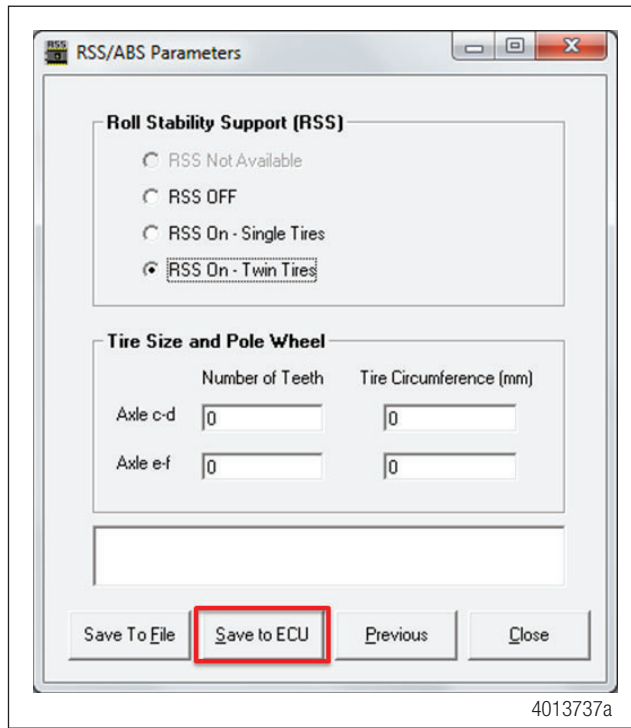 RSS
RSS/ABS Parameters
Roll Stability Support (RSS)
RSS Not Available
RSS OFF
RSS On - Single Tires
RSS On - Twin Tires
Tire Size and Pole Wheel
Number of Teeth Tire Circumference (mm)
Axle c-d 0 0
Axle e-f 0 0
Save To File Save to ECU Previous Close
4013737a